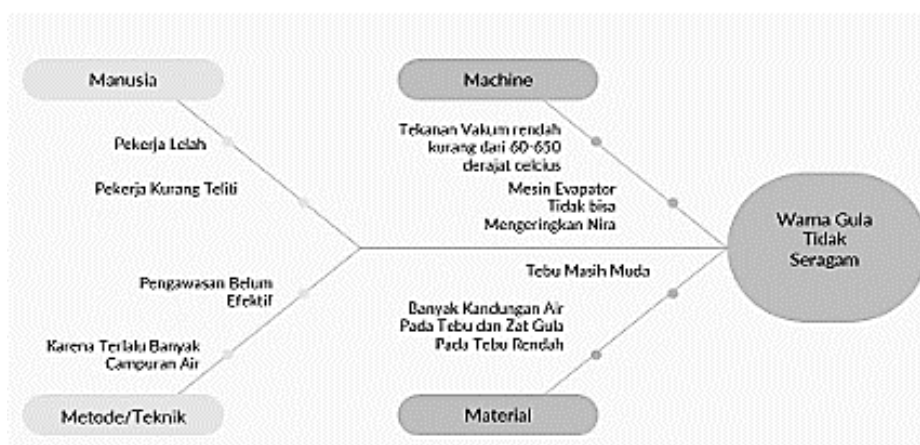 Manusia
Machine
Pekerja Lelah
Pekerja Kurang Teliti
Tekanan Vakum rendah
kurang dari 60-650
derajat celcius
Mesin Evapator
Tidak bisa
Mengeringkan Nira
Warna Gula
Tidak
Seragam
Pengawasan Belum
Efektif
Karena Terlalu Banyak
Campuran Air
Tebu Masih Muda
Banyak Kandungan Air
Pada Tebu dan Zat Gula
Pada Tebu Rendah
Metode/Teknik
Material